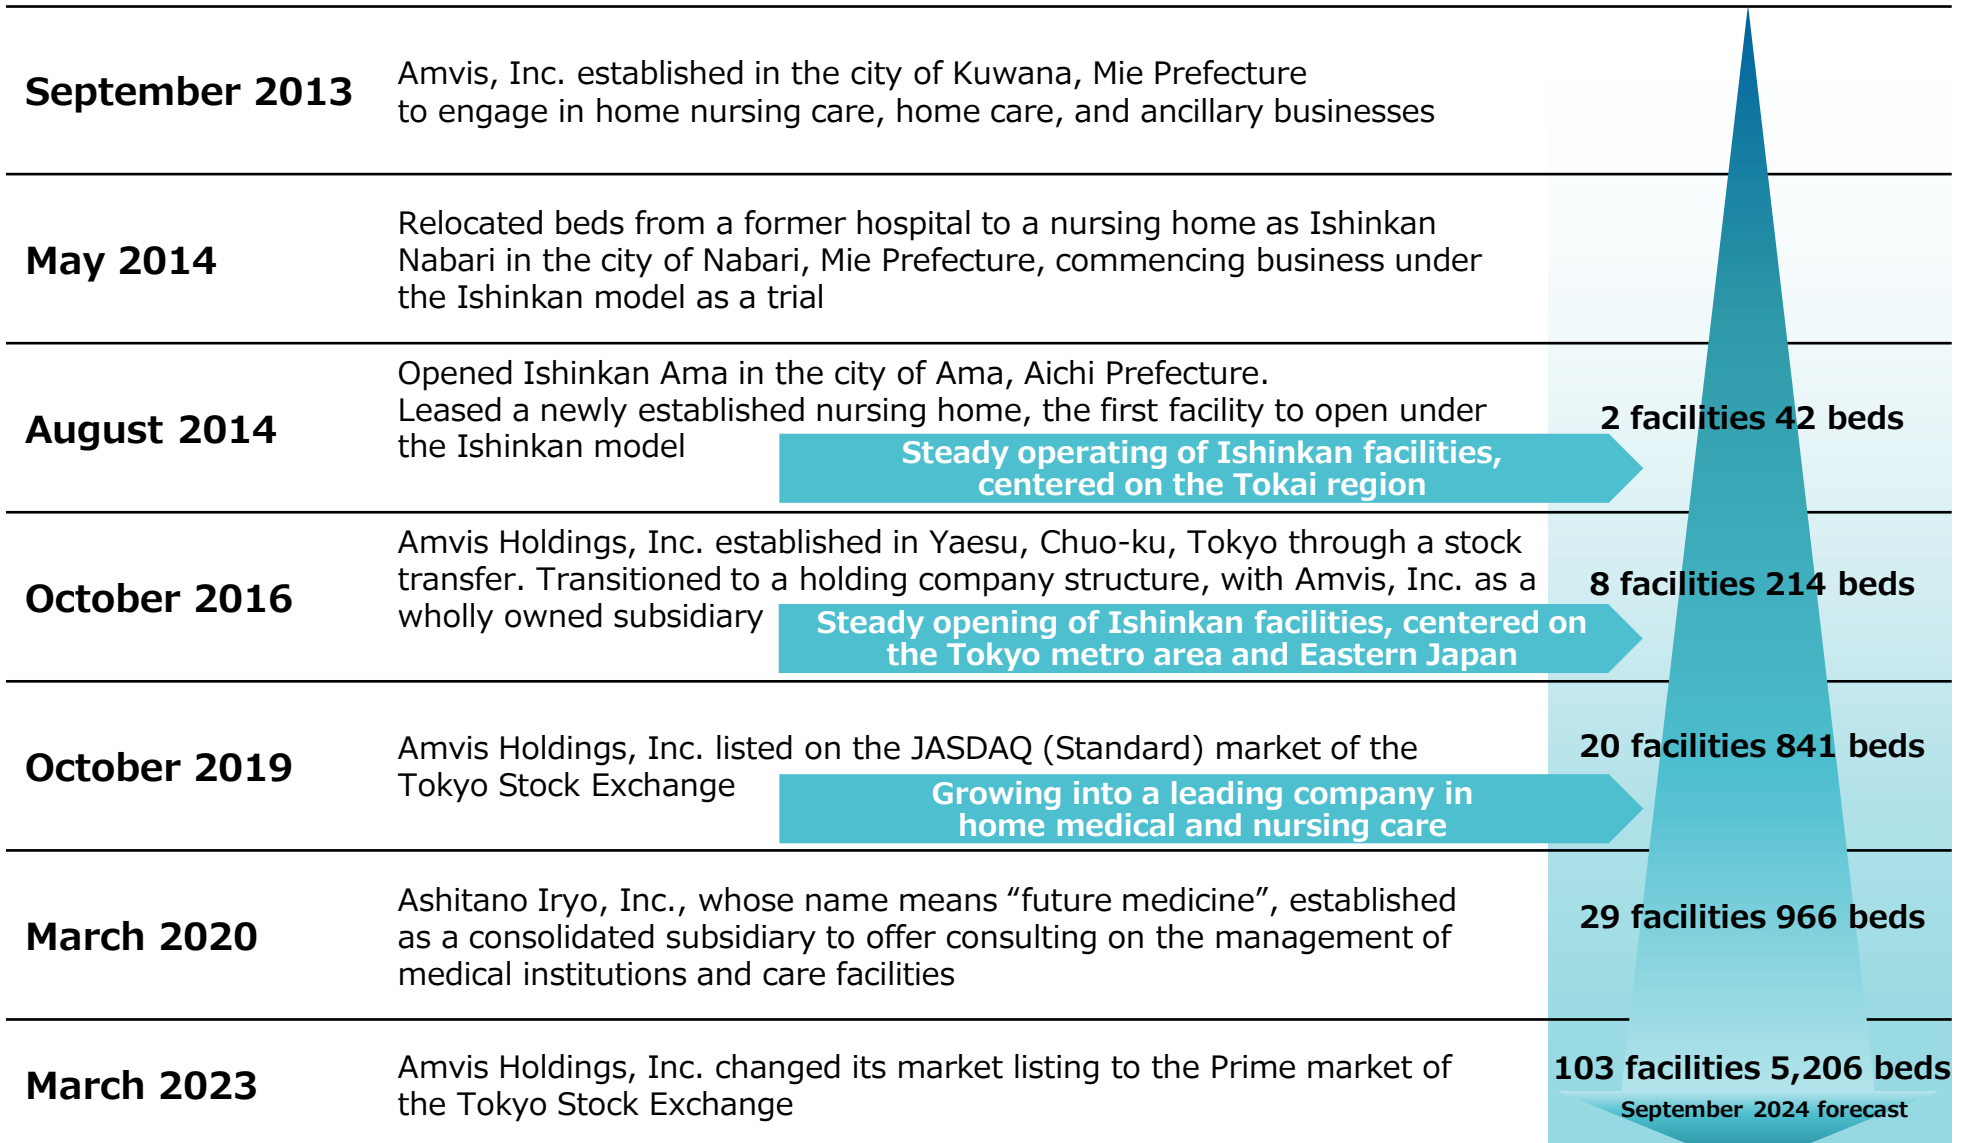 September 2013
Amvis, Inc. established in the city of Kuwana, Mie Prefecture
to engage in home nursing care, home care, and ancillary businesses
May 2014
Relocated beds from a former hospital to a nursing home as Ishinkan
Nabari in the city of Nabari, Mie Prefecture, commencing business under
the Ishinkan model as a trial
August 2014
Opened Ishinkan Ama in the city of Ama, Aichi Prefecture.
Leased a newly established nursing home, the first facility to open under
the Ishinkan model
2 facilities 42 beds
Steady operating of Ishinkan facilities,
centered on the Tokai region
October 2016
Amvis Holdings, Inc. established in Yaesu, Chuo-ku, Tokyo through a stock
transfer. Transitioned to a holding company structure, with Amvis, Inc. as a
wholly owned subsidiary
8 facilities 214 beds
Steady opening of Ishinkan facilities, centered on
the Tokyo metro area and Eastern Japan
October 2019
Amvis Holdings, Inc. listed on the JASDAQ (Standard) market of the
Tokyo Stock Exchange
20 facilities 841 beds
Growing into a leading company in
home medical and nursing care
March 2020
Ashitano Iryo, Inc., whose name means “future medicine”, established
as a consolidated subsidiary to offer consulting on the management of
medical institutions and care facilities
29 facilities 966 beds
March 2023
Amvis Holdings, Inc. changed its market listing to the Prime market of
the Tokyo Stock Exchange
103 facilities 5,206 beds
September 2024 forecast